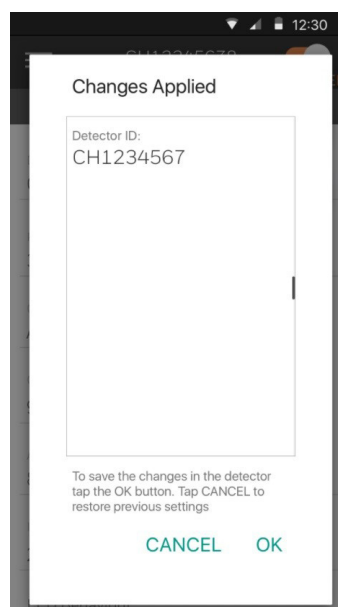 12:30
Changes Applied
Detector ID:
CH1234567
To save the changes in the detector
tap the OK button. Tap CANCEL to
restore previous settings
CANCEL OK